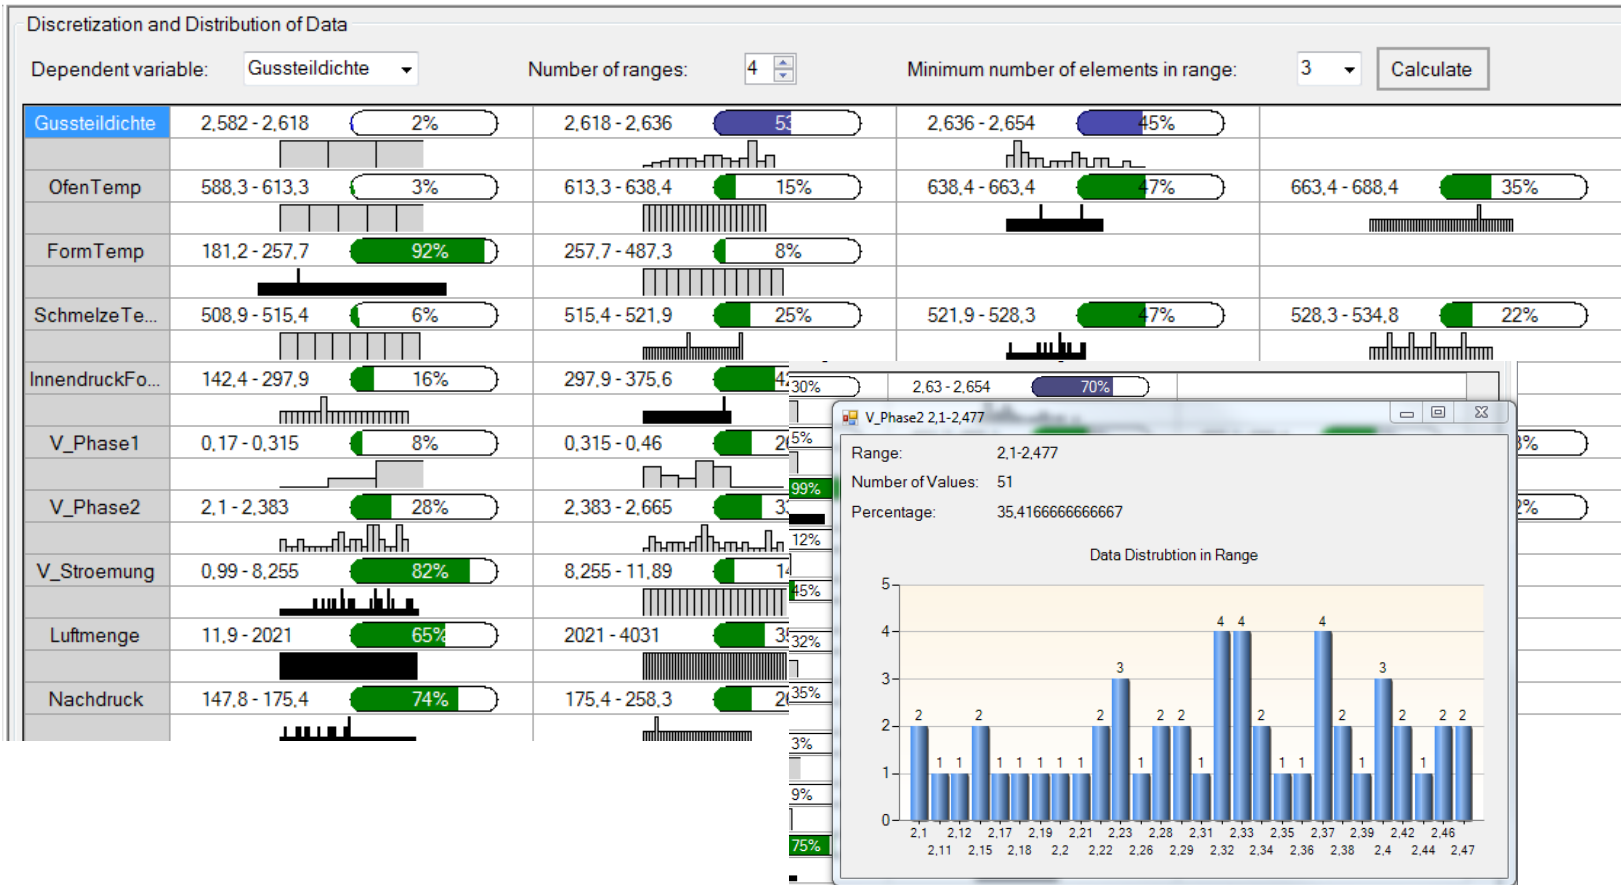 Discretization and Distribution of Data
Dependent variable: Gussteildichte Number of ranges: 4 Minimum number of elements in range: 3 Calculate
Gussteildichte 2,582 - 2,618 2% 2,618 - 2,636 53 2,636 - 2,654 45%
OfenTemp 588,3 - 613,3 3% 613,3 - 638,4 15% 638,4 - 663,4 47% 663,4 - 688,4 35%
FormTemp 181,2 - 257,7 92% 257,7 - 487,3 8%
SchmelzeTe... 508,9 - 515,4 6% 515,4 - 521,9 25% 521,9 - 528,3 47% 528,3 - 534,8 22%
InnendruckFo... 142,4 - 297,9 16% 297,9 - 375,6 42
V_Phase1 0,17 - 0,315 8% 0,315 - 0,46 26 3%
V_Phase2 2,1 - 2,383 28% 2,383 - 2,665 33 2%
V_Stroemung 0,99 - 8,255 82% 8,255 - 11,89 14
Luftmenge 11,9 - 2021 65% 2021 - 4031 35
Nachdruck 147,8 - 175,4 74% 175,4 - 258,3 26
30% 2,63 - 2,654 70%
5%
99%
12%
45%
32%
35%
3%
9%
75%
V_Phase2 2,1-2,477
Range: 2,1-2,477
Number of Values: 51
Percentage: 35,4166666666667
Data Distrubtion in Range
5
4
3
2
1
0
2 1 1 2 1 1 1 1 1 2 3 1 2 2 1 4 4 2 1 1 4 2 1 3 2 1 2 2
2,1 2,12 2,17 2,19 2,21 2,23 2,28 2,31 2,33 2,35 2,37 2,39 2,42 2,46
2,11 2,15 2,18 2,2 2,22 2,26 2,29 2,32 2,34 2,36 2,38 2,4 2,44 2,47